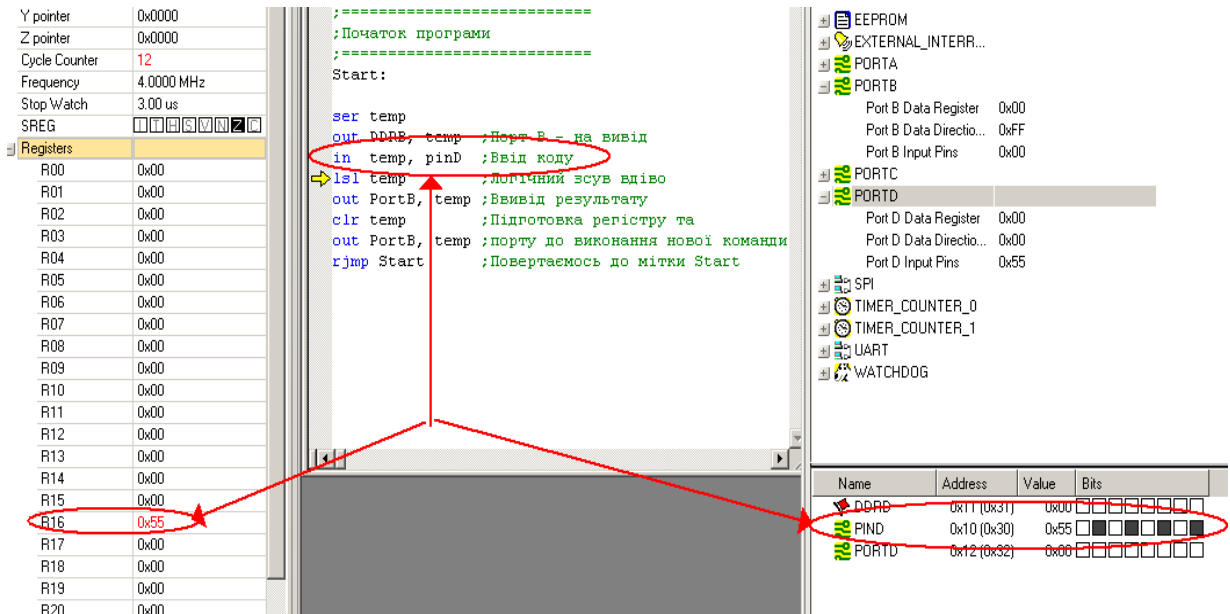 Y pointer 0x0000
Z pointer 0x0000
Cycle Counter 12
Frequency 4.0000 MHz
Stop Watch 3.00 us
SREG I T H S V N Z C
Registers
R00 0x00
R01 0x00
R02 0x00
R03 0x00
R04 0x00
R05 0x00
R06 0x00
R07 0x00
R08 0x00
R09 0x00
R10 0x00
R11 0x00
R12 0x00
R13 0x00
R14 0x00
R15 0x00
R16 0x55
R17 0x00
R18 0x00
R19 0x00
R20 0x00
;===========================
;Початок програми
;===========================
Start:
ser temp
out DDRB, temp ;Порт B - на вивід
in temp, pinD ;Ввід коду
lsl temp ;Логічний зсув вдіво
out PortB, temp ;Ввивід результату
clr temp ;Підготовка регістру та
out PortB, temp ;порту до виконання нової команди
rjmp Start ;Повертаємось до мітки Start
EEPROM
EXTERNAL_INTERR...
PORTA
PORTB
Port B Data Register 0x00
Port B Data Directio... 0xFF
Port B Input Pins 0x00
PORTC
PORTD
Port D Data Register 0x00
Port D Data Directio... 0x00
Port D Input Pins 0x55
SPI
TIMER_COUNTER_0
TIMER_COUNTER_1
UART
WATCHDOG
Name Address Value Bits
DDRD 0x11 (0x31) 0x00
PIND 0x10 (0x30) 0x55
PORTD 0x12 (0x32) 0x00